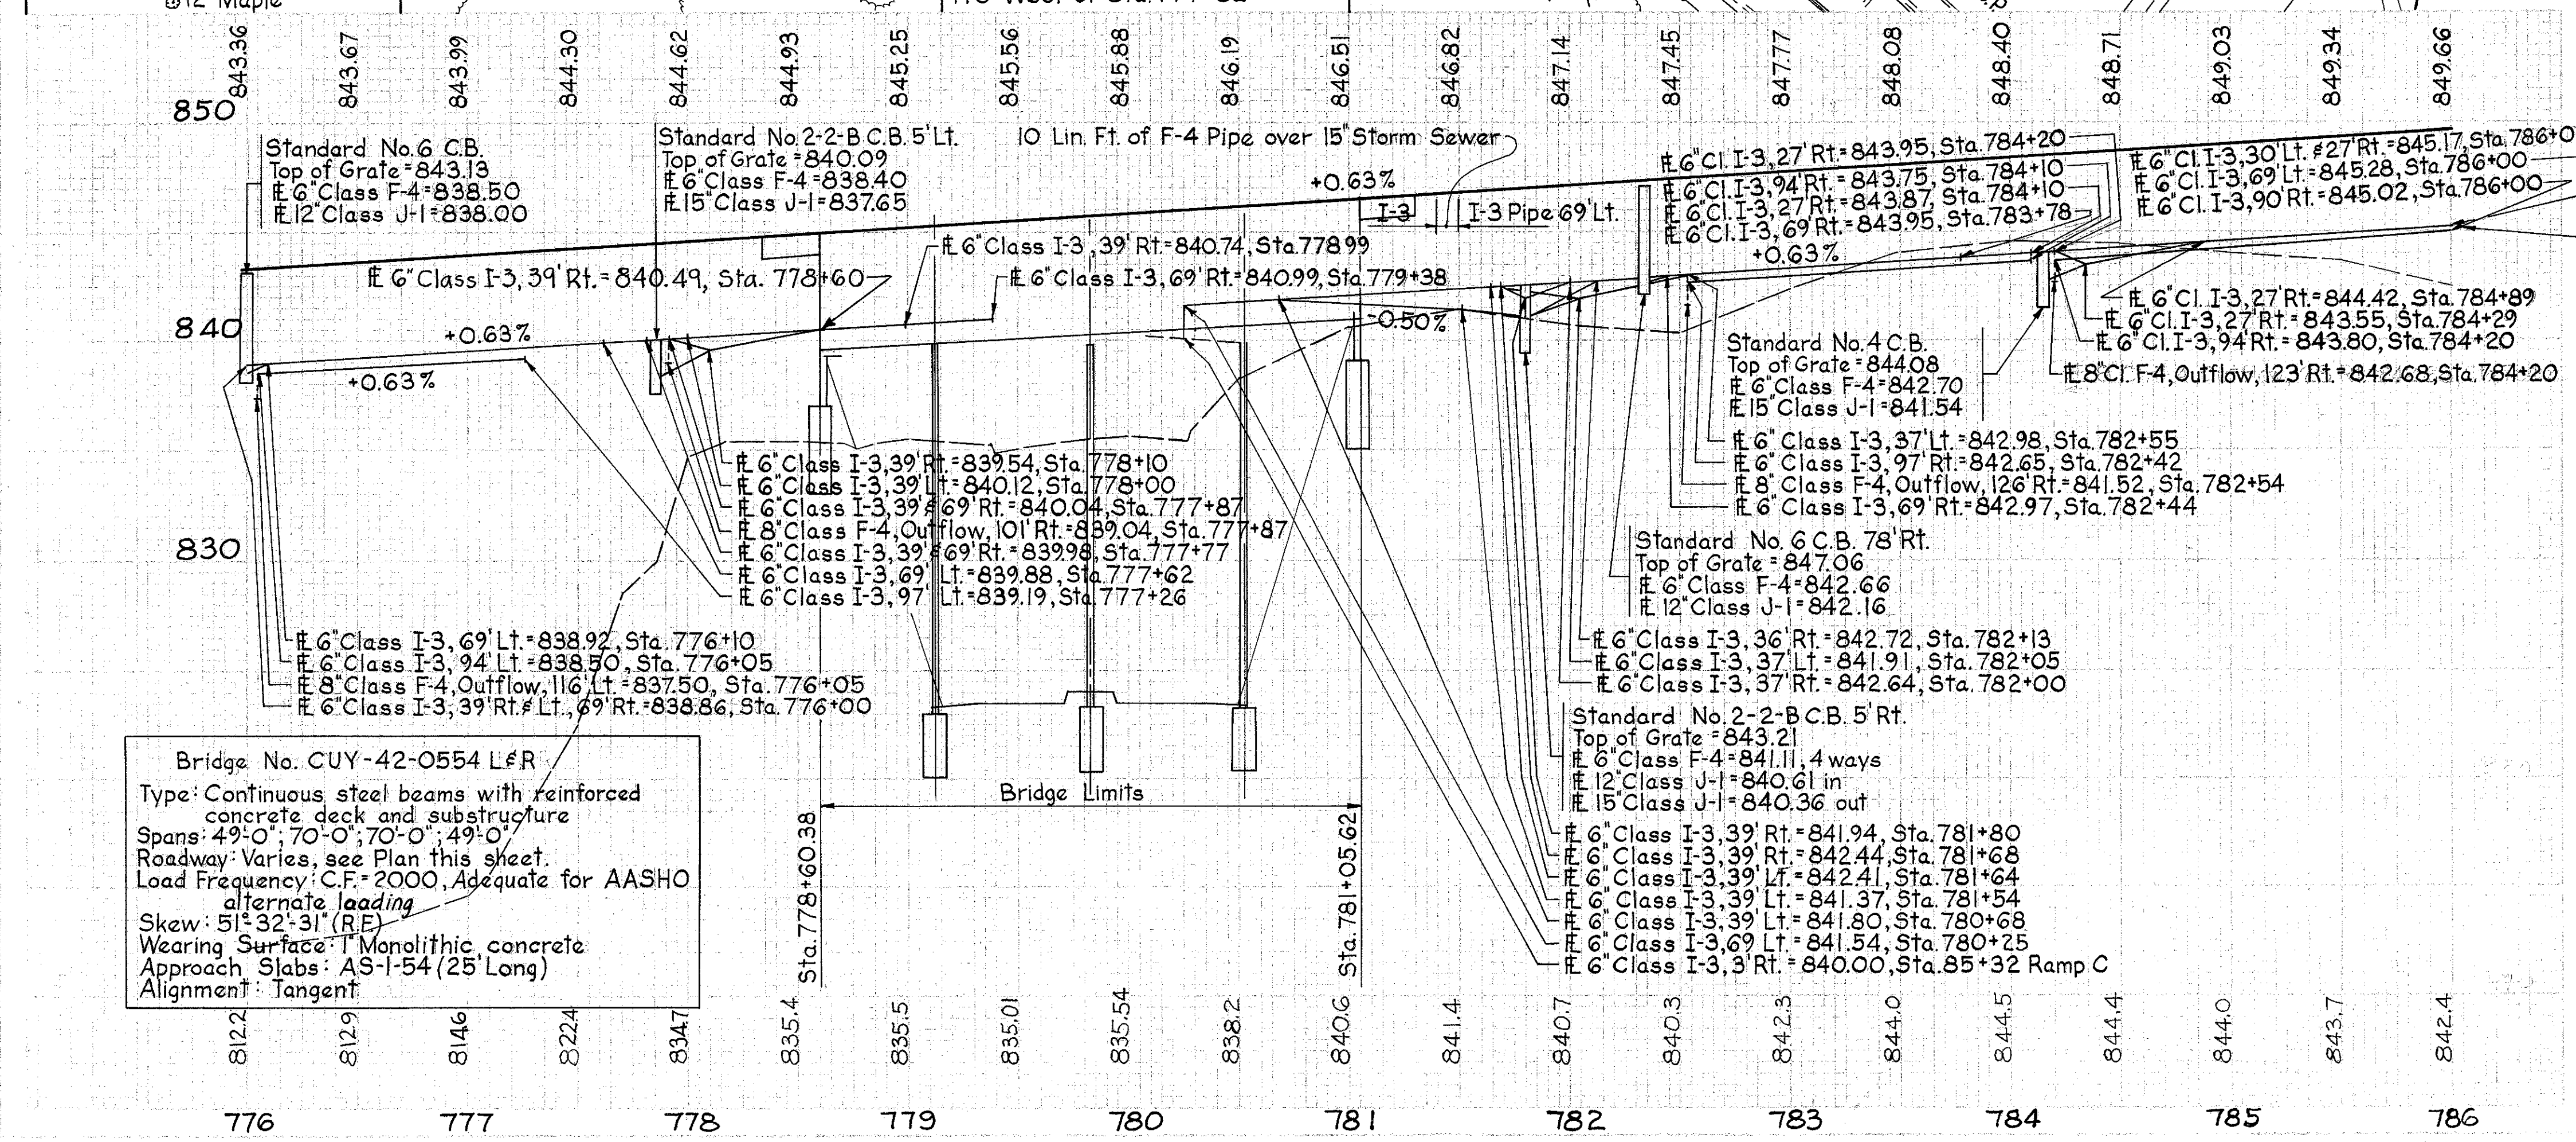 843.36
843.67
843.99
844.30
844.62
844.93
845.25
845.56
845.88
846.19
846.51
846.82
847.14
847.45
847.77
848.08
848.40
848.71
849.03
849.34
849.66
850
840
830
Standard No. 6 C.B.
Top of Grate = 843.13
℄ 6" Class F-4 = 838.50
℄ 12" Class J-1 = 838.00
Standard No. 2-2-B C.B. 5' Lt.
Top of Grate = 840.09
℄ 6" Class F-4 = 838.40
℄ 15" Class J-1 = 837.65
10 Lin. Ft. of F-4 Pipe over 15" Storm Sewer
+0.63%
I-3
I-3 Pipe 69' Lt.
℄ 6" Cl. I-3, 27' Rt. = 843.95, Sta. 784+20
℄ 6" Cl. I-3, 94' Rt. = 843.75, Sta. 784+10
℄ 6" Cl. I-3, 27' Rt. = 843.87, Sta. 784+10
℄ 6" Cl. I-3, 69' Rt. = 843.95, Sta. 783+78
+0.63%
℄ 6" Cl. I-3, 30' Lt. & 27' Rt. = 845.17, Sta. 786+0
℄ 6" Cl. I-3, 69' Lt. = 845.28, Sta. 786+00
℄ 6" Cl. I-3, 90' Rt. = 845.02, Sta. 786+00
℄ 6" Class I-3, 39' Rt. = 840.49, Sta. 778+60
℄ 6" Class I-3, 39' Rt. = 840.74, Sta. 778.99
℄ 6" Class I-3, 69' Rt. = 840.99, Sta. 779+38
+0.63%
+0.63%
-0.50%
℄ 6" Cl. I-3, 27' Rt. = 844.42, Sta. 784+89
℄ 6" Cl. I-3, 27' Rt. = 843.55, Sta. 784+29
℄ 6" Cl. I-3, 94' Rt. = 843.80, Sta. 784+20
℄ 8" Cl. F-4, Outflow, 123' Rt. = 842.68, Sta. 784+20
Standard No. 4 C.B.
Top of Grate = 844.08
℄ 6" Class F-4 = 842.70
℄ 15" Class J-1 = 841.54
℄ 6" Class I-3, 37' Lt. = 842.98, Sta. 782+55
℄ 6" Class I-3, 97' Rt. = 842.65, Sta. 782+42
℄ 8" Class F-4, Outflow, 126' Rt. = 841.52, Sta. 782+54
℄ 6" Class I-3, 69' Rt. = 842.97, Sta. 782+44
℄ 6" Class I-3, 39' Rt. = 839.54, Sta. 778+10
℄ 6" Class I-3, 39' Lt. = 840.12, Sta. 778+00
℄ 6" Class I-3, 39' & 69' Rt. = 840.04, Sta. 777+87
℄ 8" Class F-4, Outflow, 101' Rt. = 839.04, Sta. 777+87
℄ 6" Class I-3, 39' & 69' Rt. = 839.98, Sta. 777+77
℄ 6" Class I-3, 69' Lt. = 839.88, Sta. 777+62
℄ 6" Class I-3, 97' Lt. = 839.19, Sta. 777+26
Standard No. 6 C.B. 78' Rt.
Top of Grate = 847.06
℄ 6" Class F-4 = 842.66
℄ 12" Class J-1 = 842.16
℄ 6" Class I-3, 69' Lt. = 838.92, Sta. 776+10
℄ 6" Class I-3, 94' Lt. = 838.50, Sta. 776+05
℄ 8" Class F-4, Outflow, 116' Lt. = 837.50, Sta. 776+05
℄ 6" Class I-3, 39' Rt. & Lt., 69' Rt. = 838.86, Sta. 776+00
℄ 6" Class I-3, 36' Rt. = 842.72, Sta. 782+13
℄ 6" Class I-3, 37' Lt. = 841.91, Sta. 782+05
℄ 6" Class I-3, 37' Rt. = 842.64, Sta. 782+00
Standard No. 2-2-B C.B. 5' Rt.
Top of Grate = 843.21
℄ 6" Class F-4 = 841.11, 4 ways
℄ 12" Class J-1 = 840.61 in
℄ 15" Class J-1 = 840.36 out
℄ 6" Class I-3, 39' Rt. = 841.94, Sta. 781+80
℄ 6" Class I-3, 39' Rt. = 842.44, Sta. 781+68
℄ 6" Class I-3, 39' Lt. = 842.41, Sta. 781+64
℄ 6" Class I-3, 39' Lt. = 841.37, Sta. 781+54
℄ 6" Class I-3, 39' Lt. = 841.80, Sta. 780+68
℄ 6" Class I-3, 69 Lt. = 841.54, Sta. 780+25
℄ 6" Class I-3, 3' Rt. = 840.00, Sta. 85+32 Ramp C
Bridge No. CUY-42-0554 L&R
Type: Continuous steel beams with reinforced
concrete deck and substructure
Spans: 49'-0"; 70'-0"; 70'-0"; 49'-0"
Roadway: Varies, see Plan this sheet.
Load Frequency: C.F. = 2000, Adequate for AASHO
alternate loading
Skew: 51°-32'-31" (R.F.)
Wearing Surface: 1" Monolithic concrete
Approach Slabs: AS-1-54 (25' Long)
Alignment: Tangent
Bridge Limits
Sta. 778+60.38
Sta. 781+05.62
812.2
812.9
814.6
822.4
834.7
835.4
835.5
835.01
835.54
838.2
840.6
841.4
840.7
840.3
842.3
844.0
844.5
844.4
844.0
843.7
842.4
776
777
778
779
780
781
782
783
784
785
786